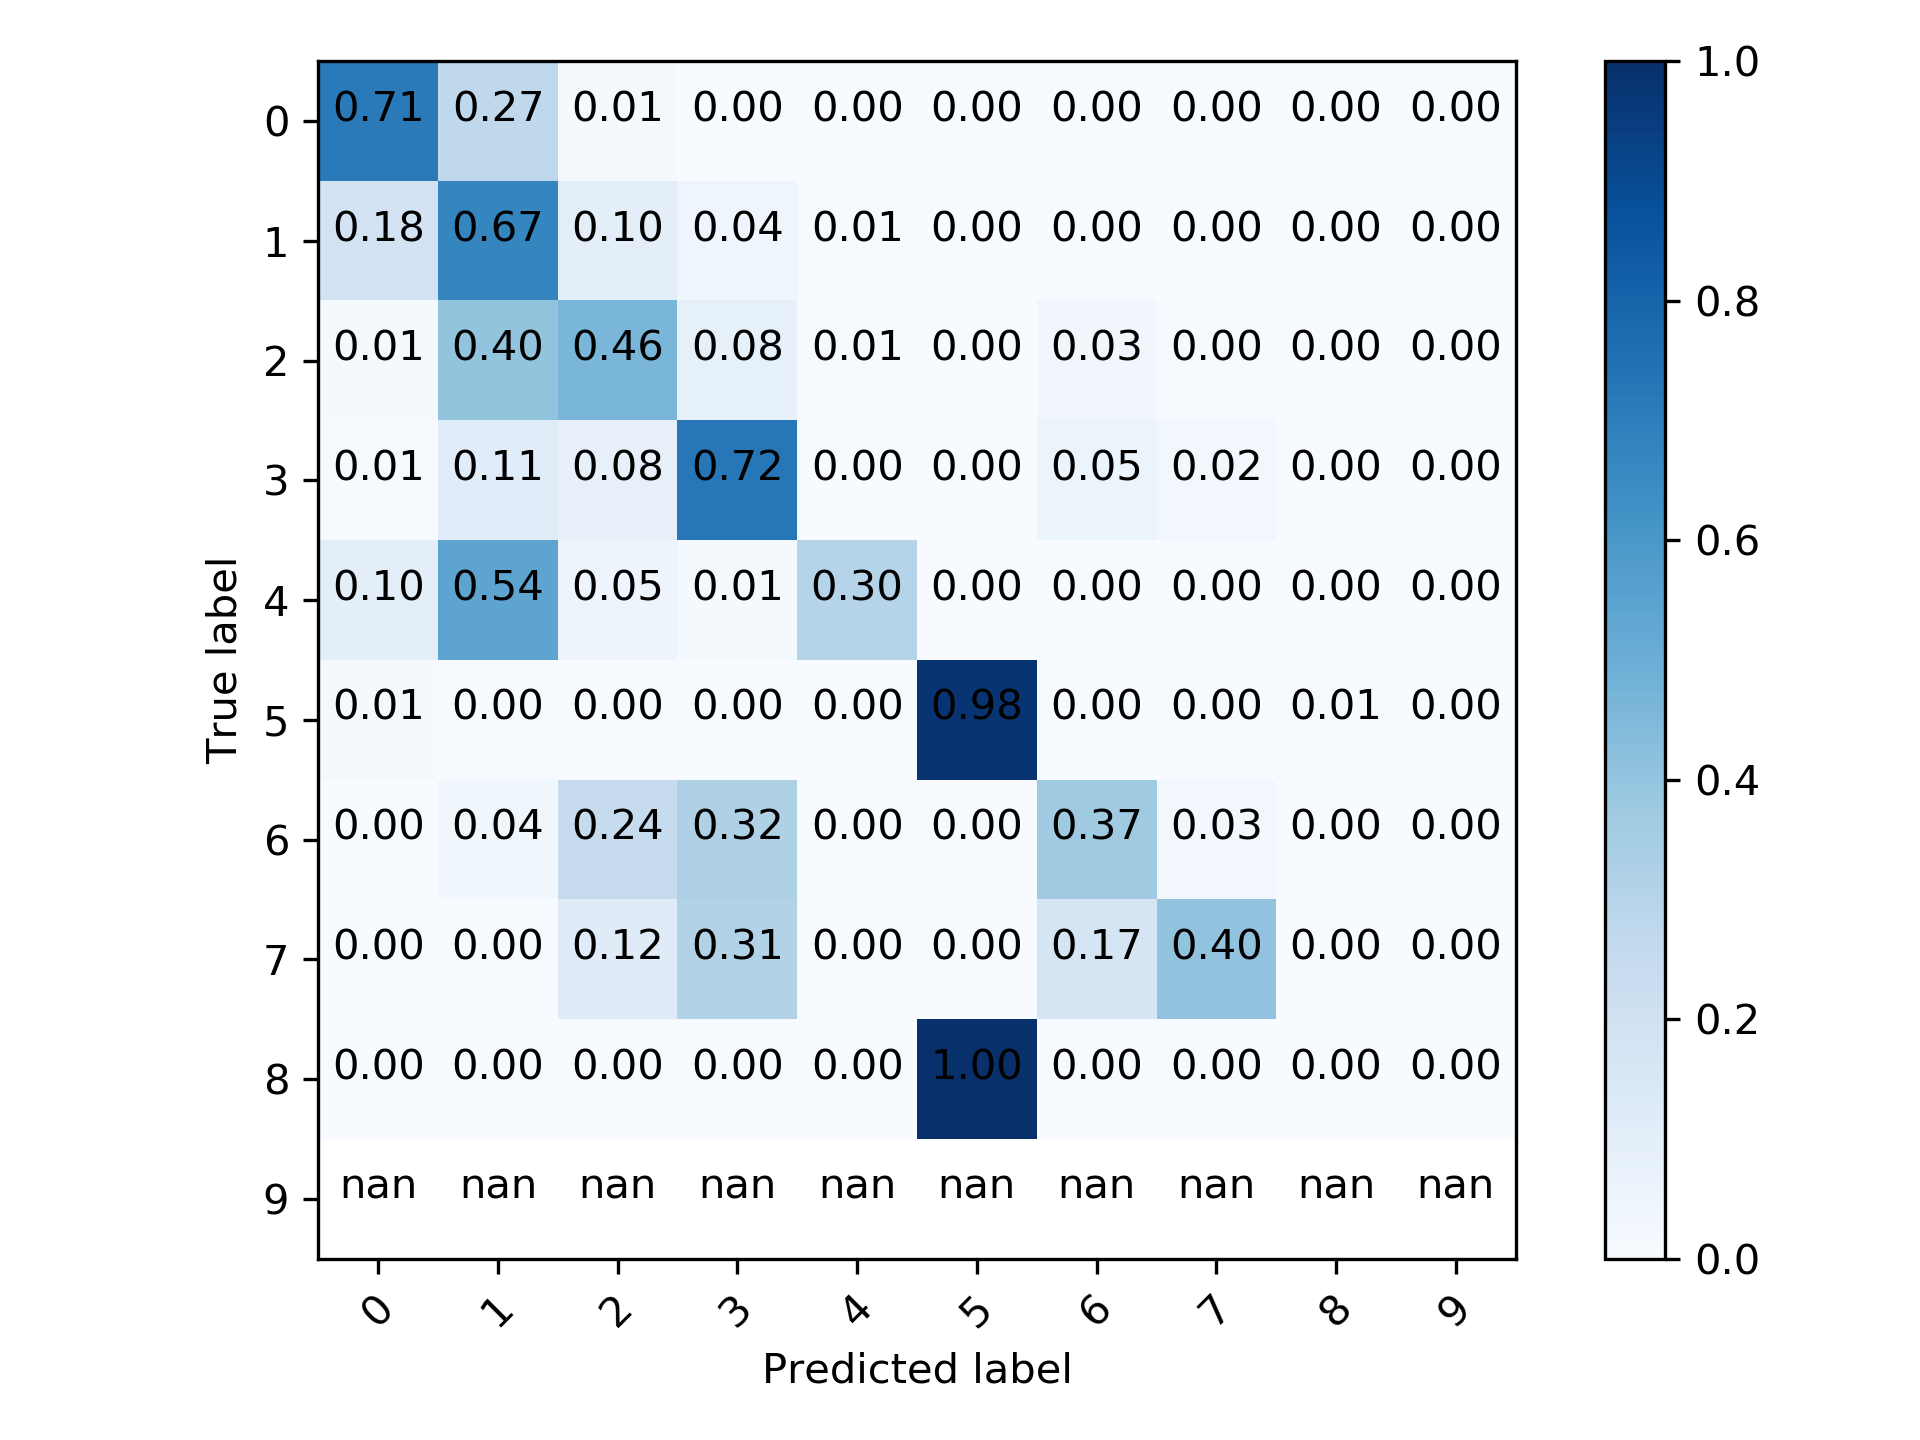 0 0.71 0.27 0.01 0.00 0.00 0.00 0.00 0.00 0.00 0.00
1 0.18 0.67 0.10 0.04 0.01 0.00 0.00 0.00 0.00 0.00
2 0.01 0.40 0.46 0.08 0.01 0.00 0.03 0.00 0.00 0.00
3 0.01 0.11 0.08 0.72 0.00 0.00 0.05 0.02 0.00 0.00
4 0.10 0.54 0.05 0.01 0.30 0.00 0.00 0.00 0.00 0.00
5 0.01 0.00 0.00 0.00 0.00 0.98 0.00 0.00 0.01 0.00
6 0.00 0.04 0.24 0.32 0.00 0.00 0.37 0.03 0.00 0.00
7 0.00 0.00 0.12 0.31 0.00 0.00 0.17 0.40 0.00 0.00
8 0.00 0.00 0.00 0.00 0.00 1.00 0.00 0.00 0.00 0.00
9 nan nan nan nan nan nan nan nan nan nan
0 1 2 3 4 5 6 7 8 9
Predicted label
True label
1.0
0.8
0.6
0.4
0.2
0.0